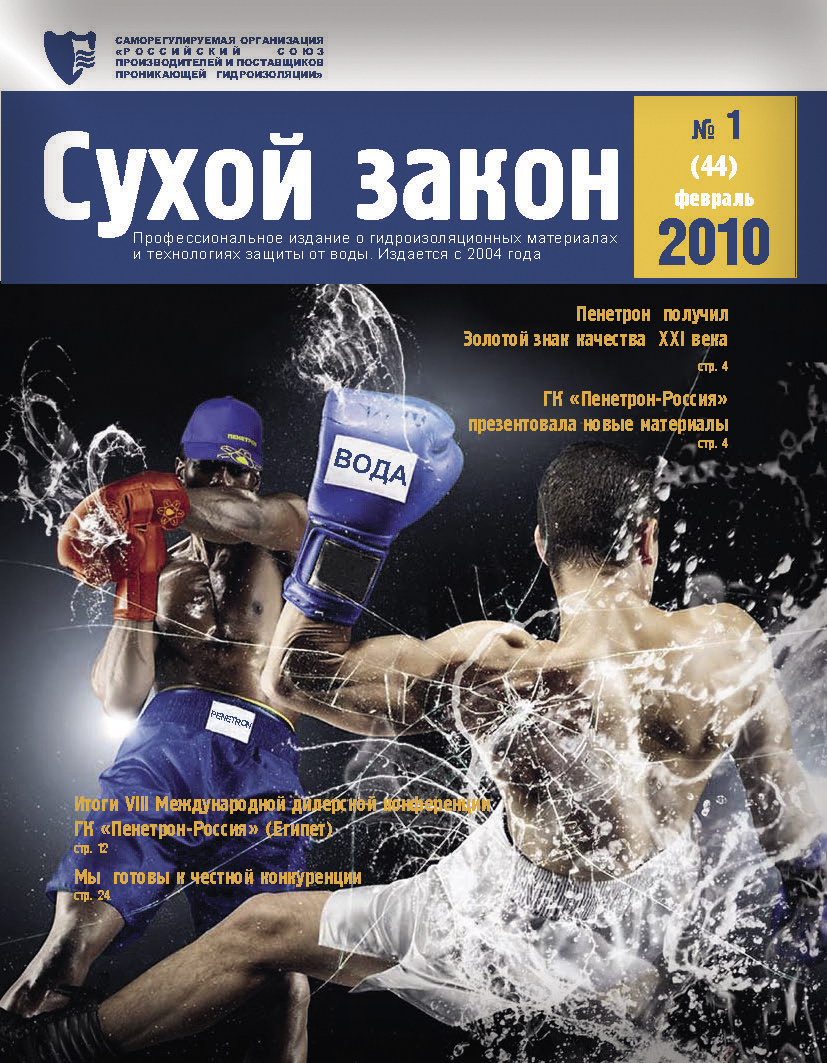 САМОРЕГУЛИРУЕМАЯ ОРГАНИЗАЦИЯ
«РОССИЙСКИЙ СОЮЗ
ПРОИЗВОДИТЕЛЕЙ И ПОСТАВЩИКОВ
ПРОНИКАЮЩЕЙ ГИДРОИЗОЛЯЦИИ»
Сухой закон
Профессиональное издание о гидроизоляционных материалах
и технологиях защиты от воды. Издается с 2004 года
№ 1
(44)
февраль
2010
Пенетрон получил
Золотой знак качества XXI века
стр. 4
ГК «Пенетрон-Россия»
презентовала новые материалы
стр. 4
ПЕНЕТРОН
ВОДА
PENETRON
Итоги VIII Международной дилерской конференции
ГК «Пенетрон-Россия» (Египет)
стр. 12
Мы готовы к честной конкуренции
стр. 24